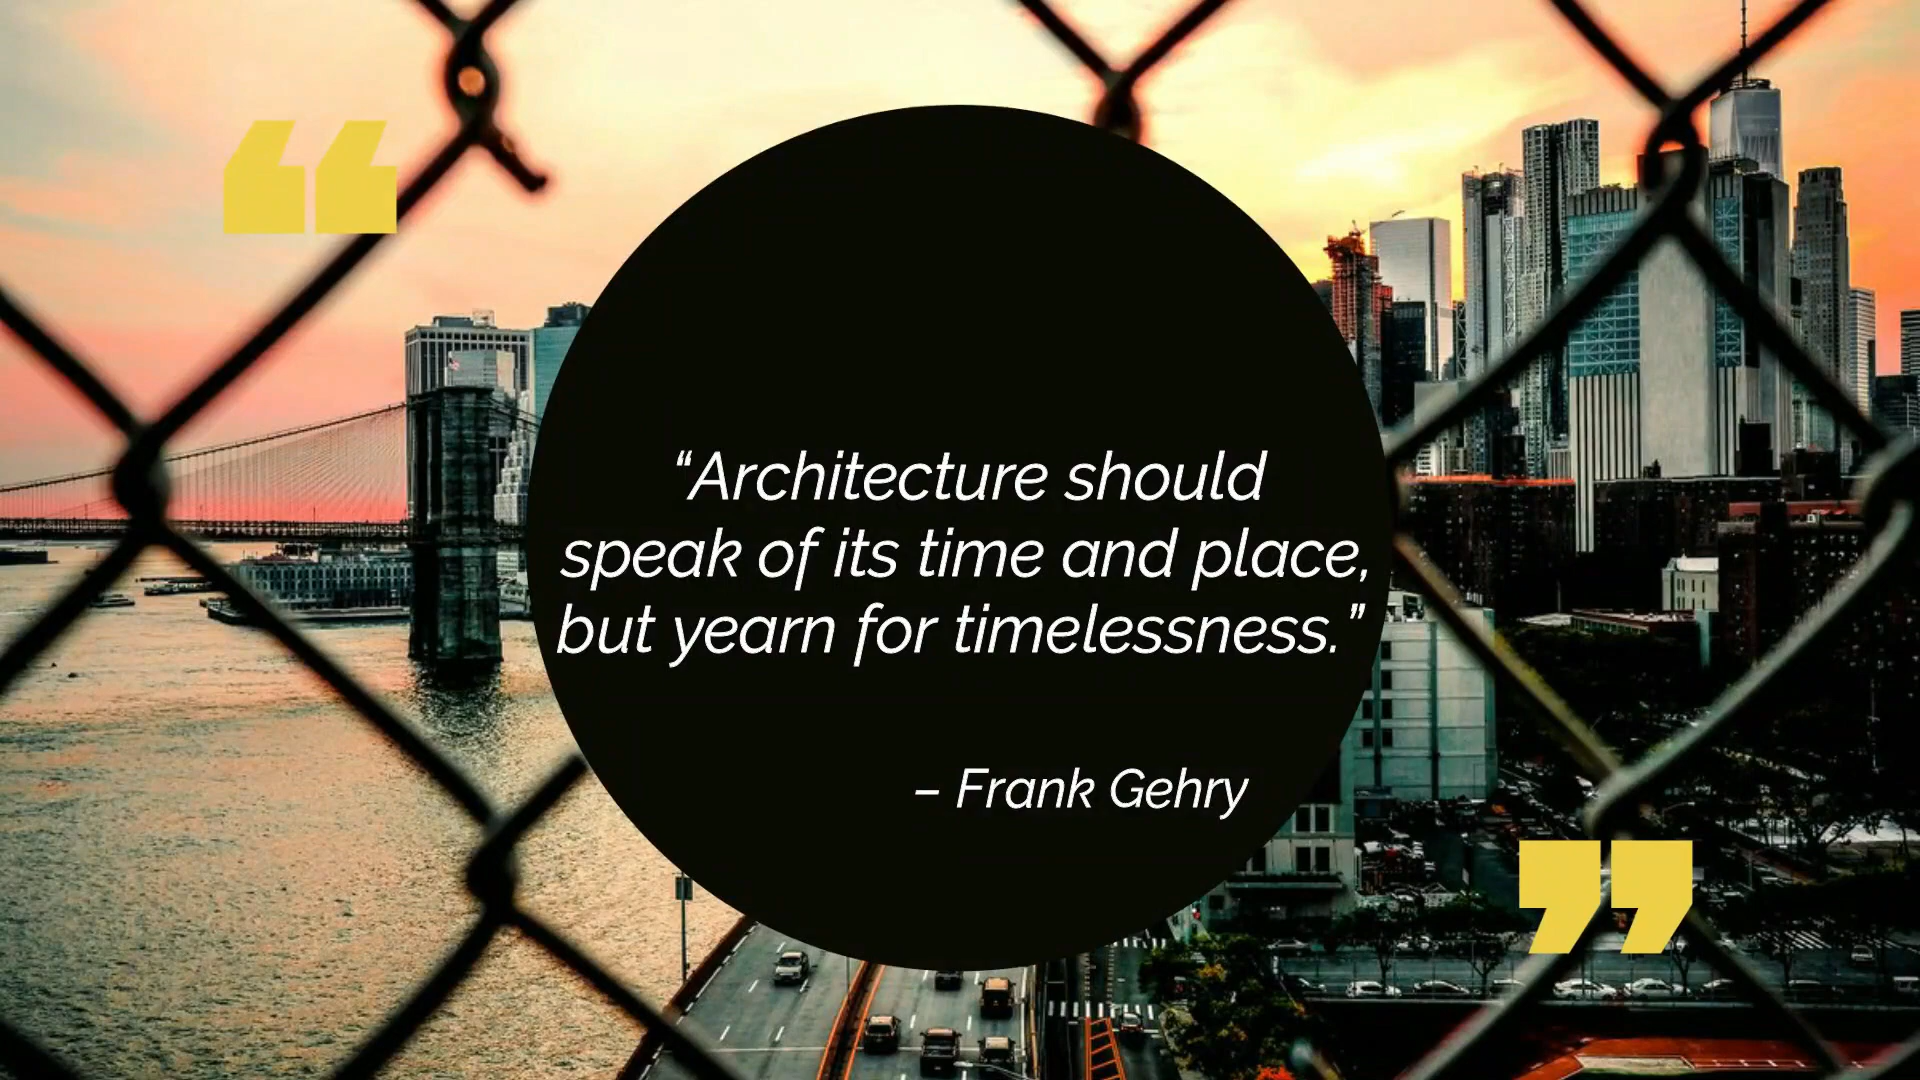 “Architecture should
speak of its time and place,
but yearn for timelessness.”
– Frank Gehry